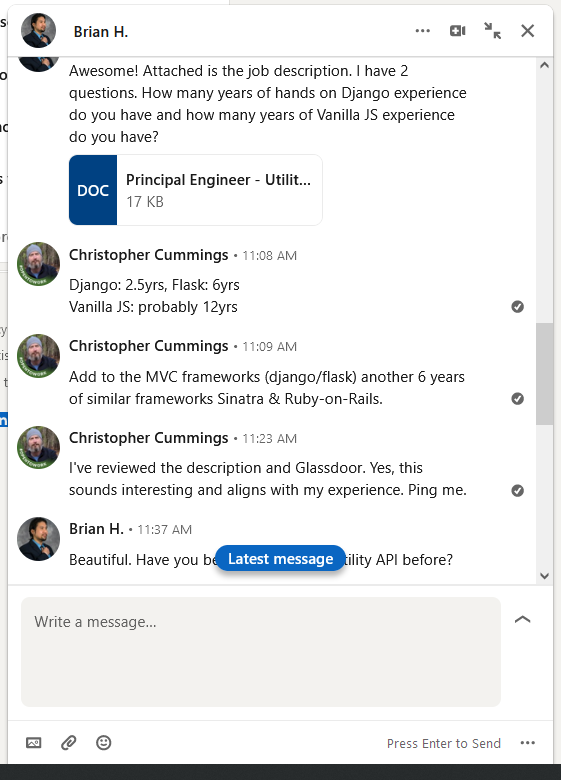 Brian H.
Awesome! Attached is the job description. I have 2
questions. How many years of hands on Django experience
do you have and how many years of Vanilla JS experience
do you have?
DOC
Principal Engineer - Utilit...
17 KB
Christopher Cummings • 11:08 AM
Django: 2.5yrs, Flask: 6yrs
Vanilla JS: probably 12yrs
Christopher Cummings • 11:09 AM
Add to the MVC frameworks (django/flask) another 6 years
of similar frameworks Sinatra & Ruby-on-Rails.
Christopher Cummings • 11:23 AM
I've reviewed the description and Glassdoor. Yes, this
sounds interesting and aligns with my experience. Ping me.
Brian H. • 11:37 AM
Beautiful. Have you
Latest message
API before?
Write a message...
Press Enter to Send